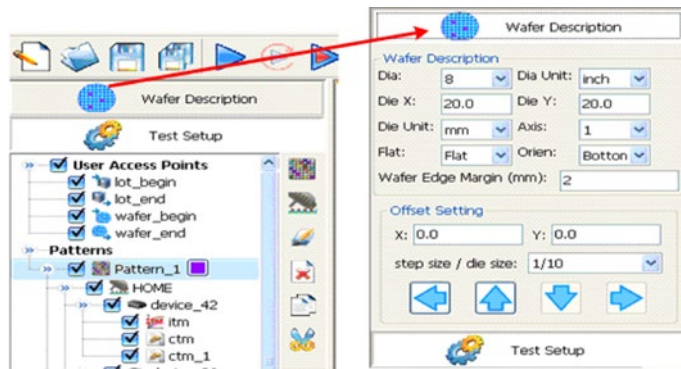 Wafer Description
Test Setup
User Access Points
lot_begin
lot_end
wafer_begin
wafer_end
Patterns
Pattern_1
HOME
device_42
itm
ctm
ctm_1
Wafer Description
Wafer Description
Dia: 8 Dia Unit: inch
Die X: 20.0 Die Y: 20.0
Die Unit: mm Axis: 1
Flat: Flat Orien: Botton
Wafer Edge Margin (mm): 2
Offset Setting
X: 0.0 Y: 0.0
step size / die size: 1/10
Test Setup